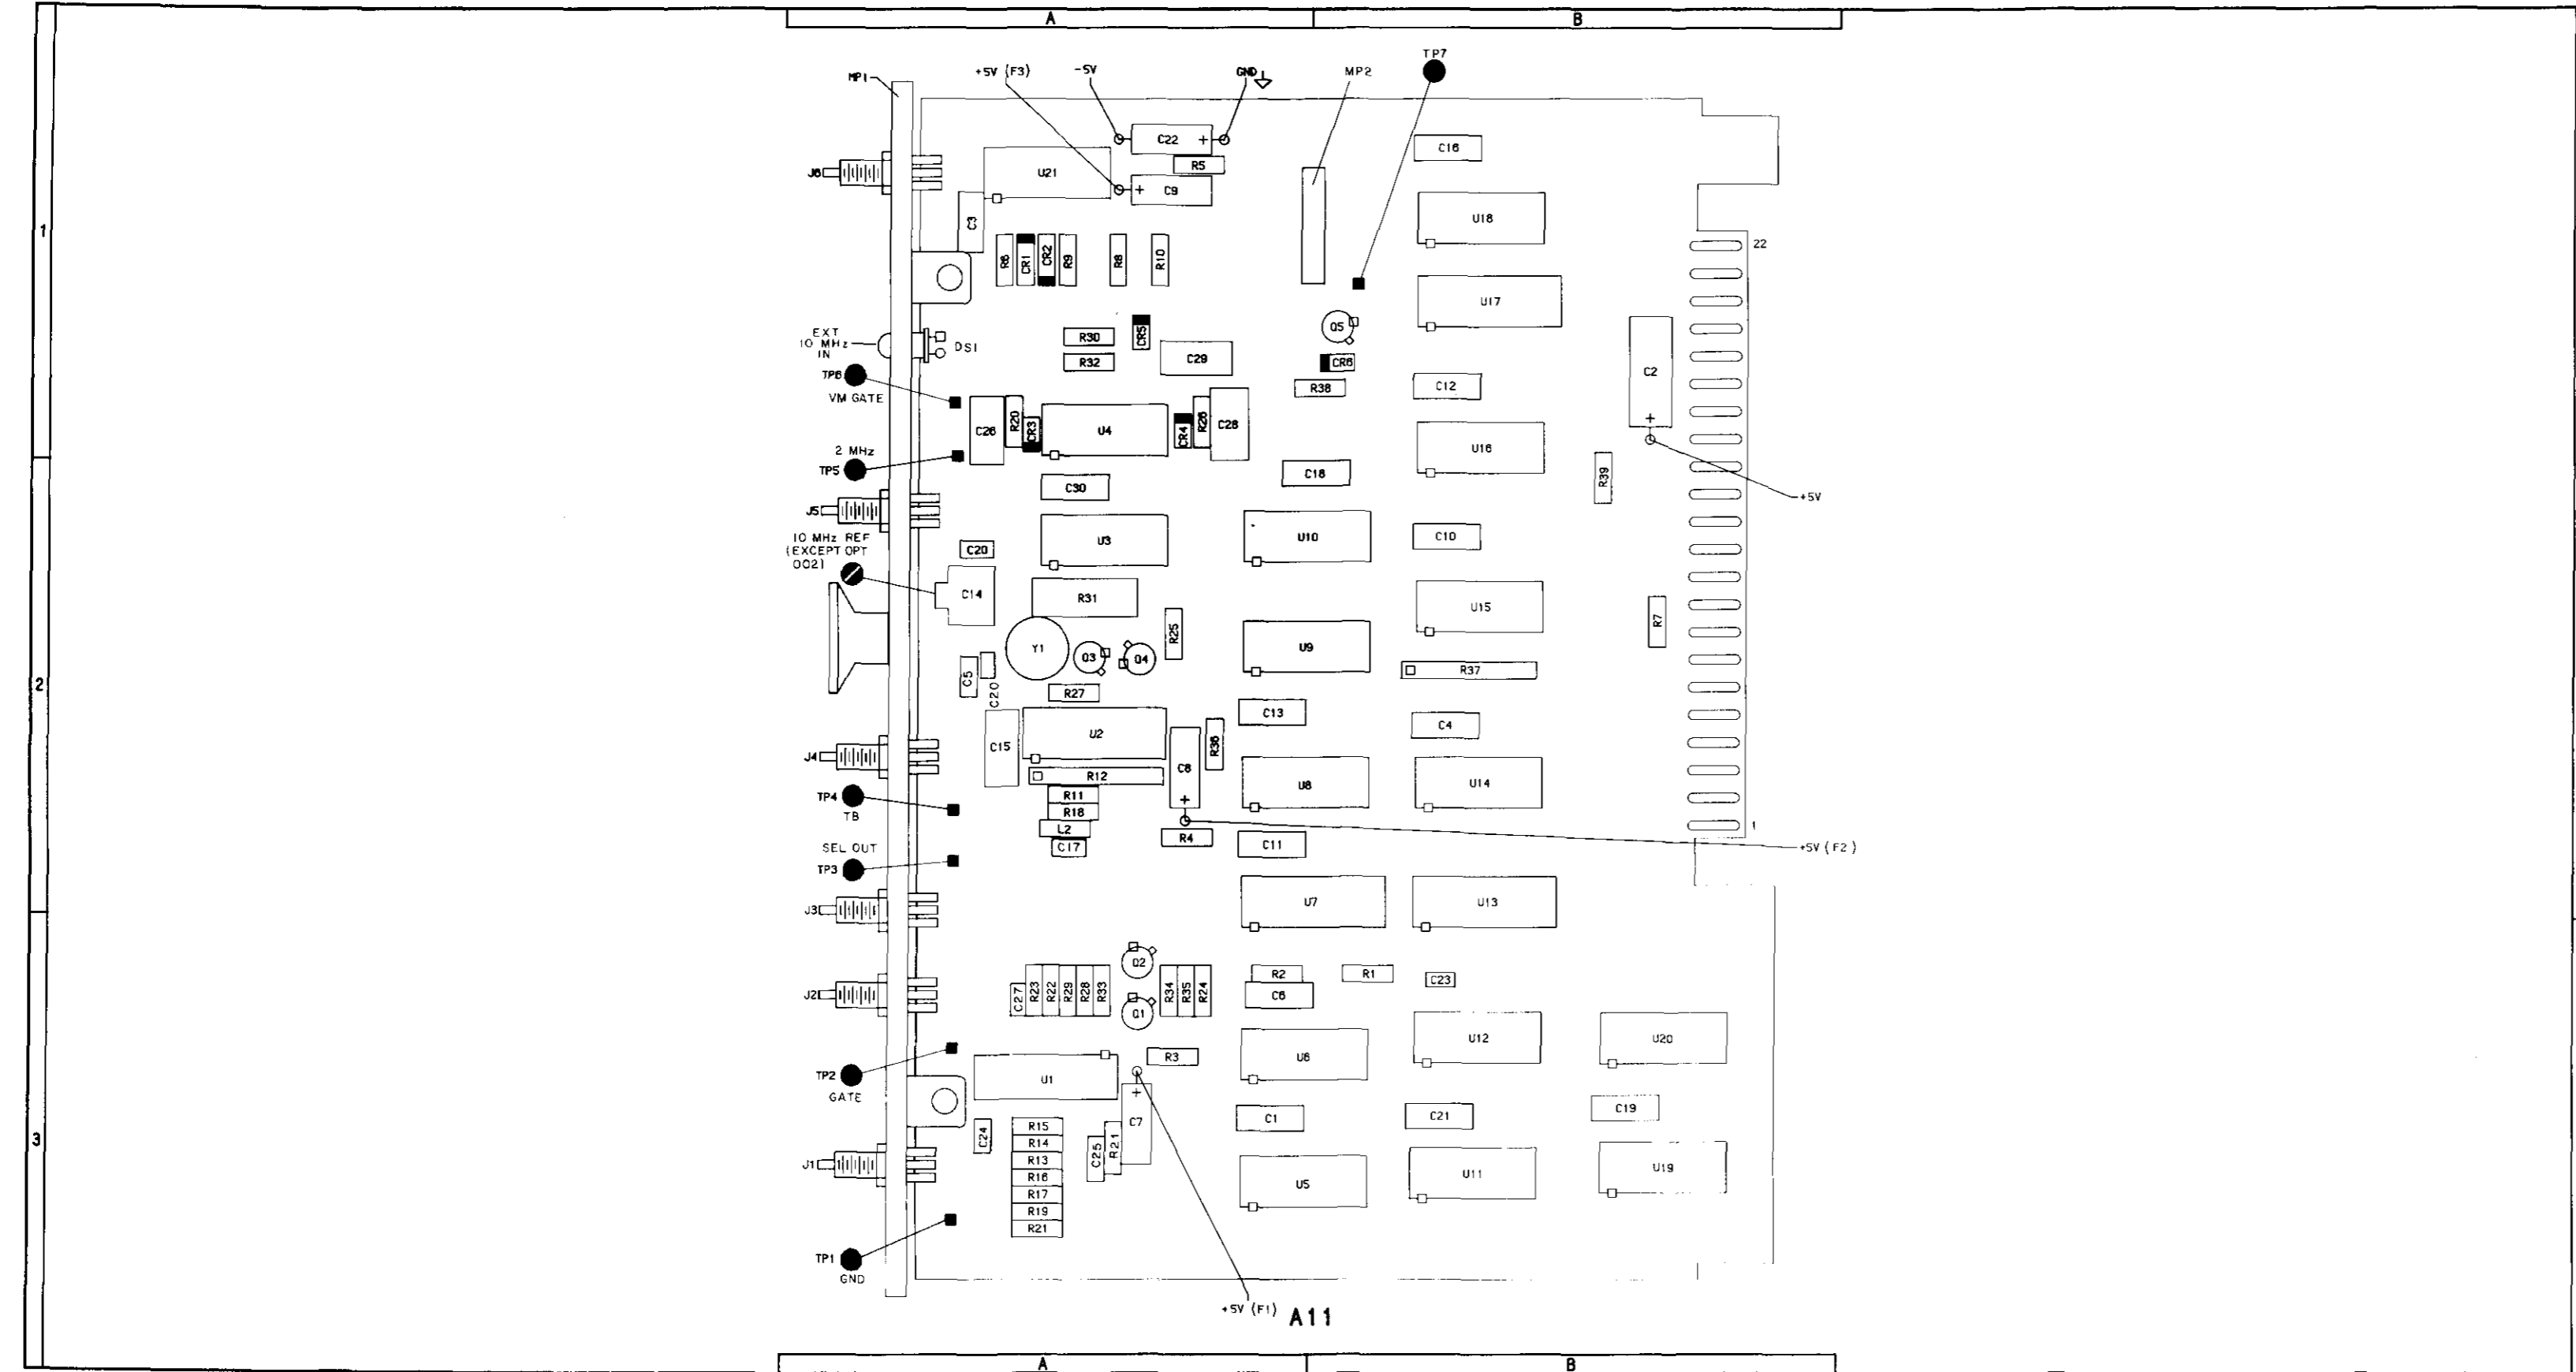 A
B
TP7
MP1
+5V (F3)
-5V
GND
MP2
C22 +
C16
R5
U21
J6
+ C9
C3
U18
1
22
R6
CR1
CR2
R9
R8
R10
U17
CR5
Q5
EXT
10 MHz
IN
DS1
R30
C29
R32
CR6
C2
TP6
R38
C12
VM GATE
+
C26
R20
CR3
U4
CR4
R26
C28
U16
2 MHz
TP5
C18
R39
C30
+5V
J5
U3
U10
C10
10 MHz REF
(EXCEPT OPT
002)
C20
C14
R31
U15
R25
R7
Y1
Q3
Q4
U9
R37
2
C5
C20
R27
C13
C4
C15
U2
R36
J4
C8
+
R12
U8
U14
TP4
TB
R11
R18
L2
1
R4
SEL OUT
C17
C11
+5V (F2)
TP3
J3
U7
U13
Q2
R2
R1
C23
J2
C27
R23
R22
R29
R28
R33
R34
R35
R24
C6
Q1
U12
U20
R3
U6
TP2
U1
GATE
+
C7
C1
C21
C19
R15
3
C24
R14
C25
R21
J1
R13
R16
U11
U19
R17
U5
R19
R21
TP1
GND
+5V (F1)
A11
A
B